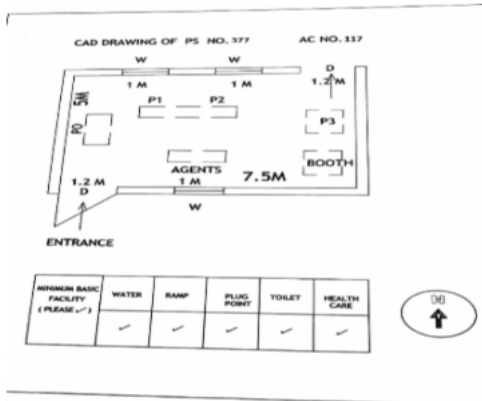 CAD DRAWING OF PS NO. 377 AC NO. 117
W W D
1 M 1 M 1.2 M
5M
P1 P2
P3
PO
AGENTS BOOTH
1.2 M 1 M 7.5M
D
W
ENTRANCE
MINIMUM BASIC FACILITY (PLEASE ✓) WATER RAMP PLUG POINT TOILET HEALTH CARE
✓ ✓ ✓ ✓ ✓